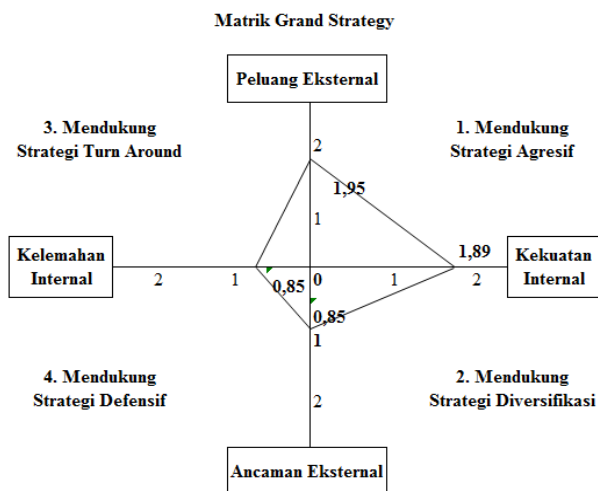 Matrik Grand Strategy
Peluang Eksternal
3. Mendukung
Strategi Turn Around
1. Mendukung
Strategi Agresif
2
1,95
1
1,89
Kelemahan
Internal
2
1
0
1
2
Kekuatan
Internal
0,85
0,85
1
4. Mendukung
Strategi Defensif
2. Mendukung
Strategi Diversifikasi
2
Ancaman Eksternal